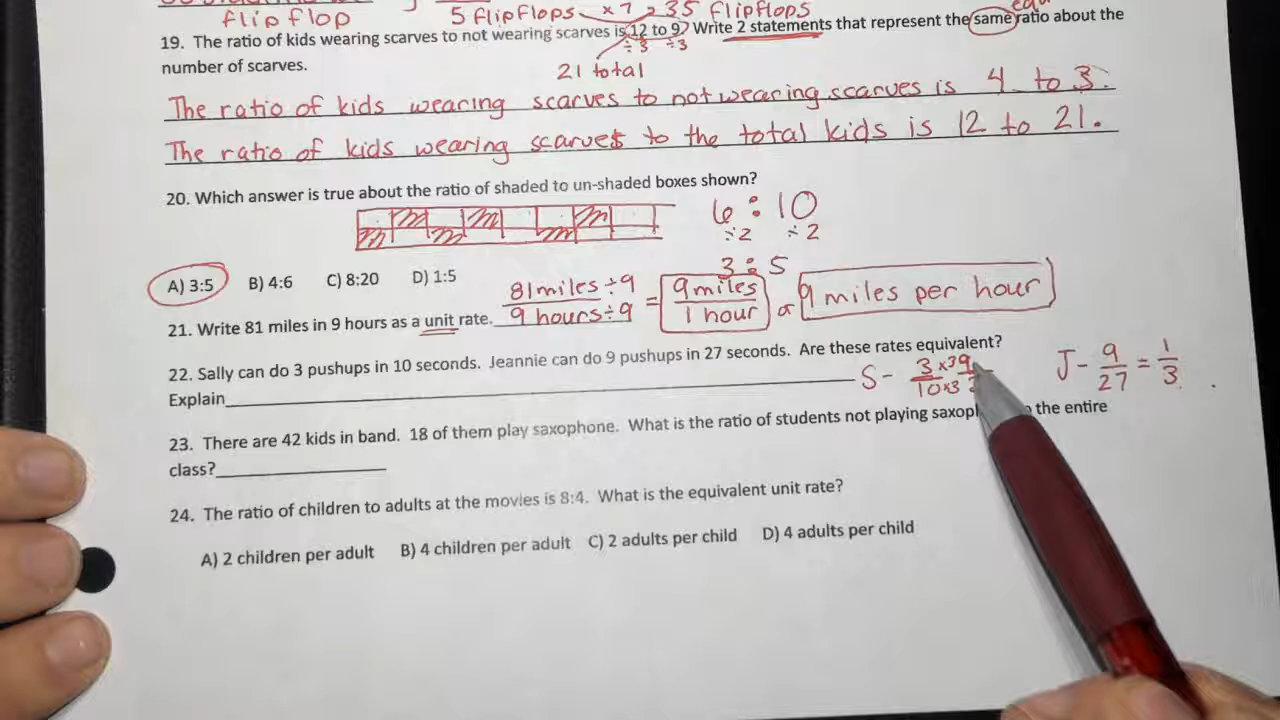 flip flop
5 flipflops x7 = 35 flipflops
19. The ratio of kids wearing scarves to not wearing scarves is 12 to 9. Write 2 statements that represent the same ratio about the
÷3 ÷3
number of scarves.
21 total
The ratio of kids wearing scarves to not wearing scarves is 4 to 3.
The ratio of kids wearing scarves to the total kids is 12 to 21.
20. Which answer is true about the ratio of shaded to un-shaded boxes shown?
6 : 10
÷2 ÷2
3 : 5
A) 3:5 B) 4:6 C) 8:20 D) 1:5
81 miles ÷9 = 9 miles or 9 miles per hour
9 hours ÷9 1 hour
21. Write 81 miles in 9 hours as a unit rate.
22. Sally can do 3 pushups in 10 seconds. Jeannie can do 9 pushups in 27 seconds. Are these rates equivalent?
Explain
S - 3 x3 9
10 x3
J - 9 = 1
27 3
23. There are 42 kids in band. 18 of them play saxophone. What is the ratio of students not playing the entire
class?
24. The ratio of children to adults at the movies is 8:4. What is the equivalent unit rate?
A) 2 children per adult B) 4 children per adult C) 2 adults per child D) 4 adults per child